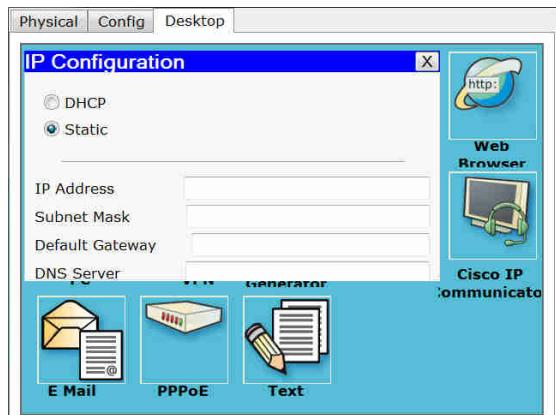 Physical Config Desktop
IP Configuration X
http:
DHCP
Static
Web
Browser
IP Address
Subnet Mask
Default Gateway
DNS Server
Generator
Cisco IP
ommunicato
@
E Mail PPPoE Text